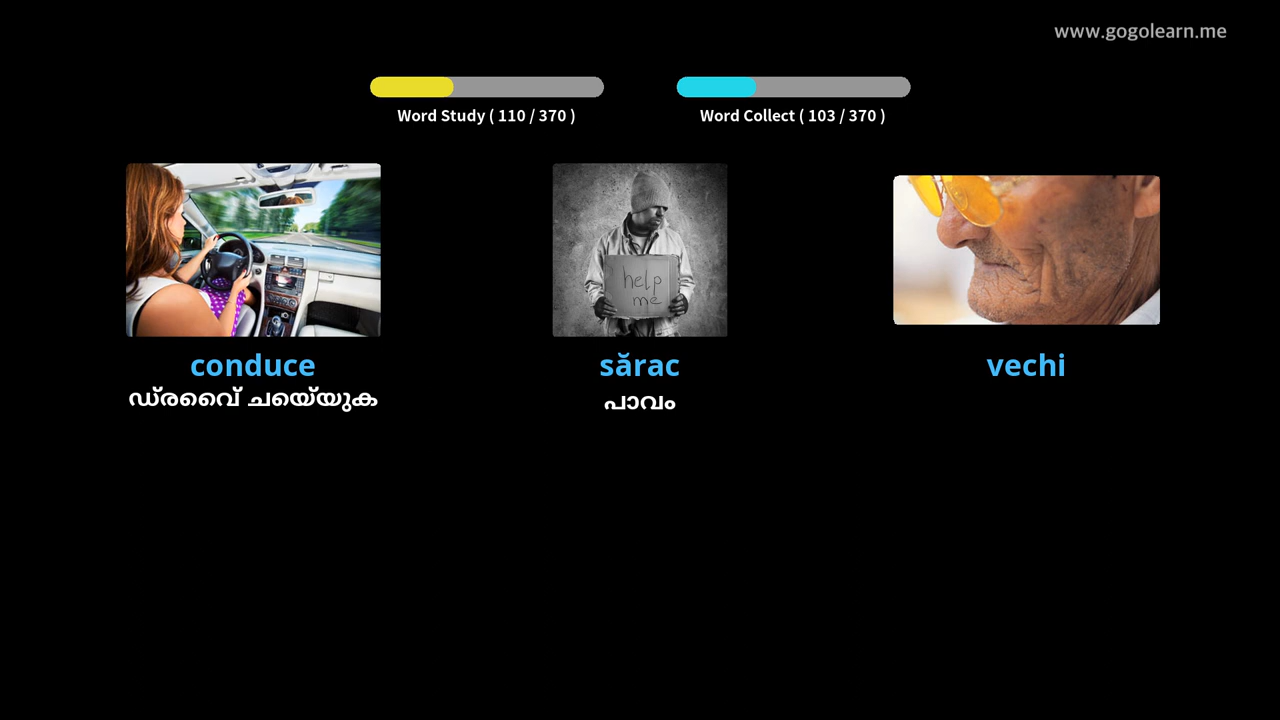 www.gogolearn.me
Word Study ( 110 / 370 )
Word Collect ( 103 / 370 )
help
me
conduce
sărac
vechi
ഡ്രൈവ് ചെയ്യുക
പാവം